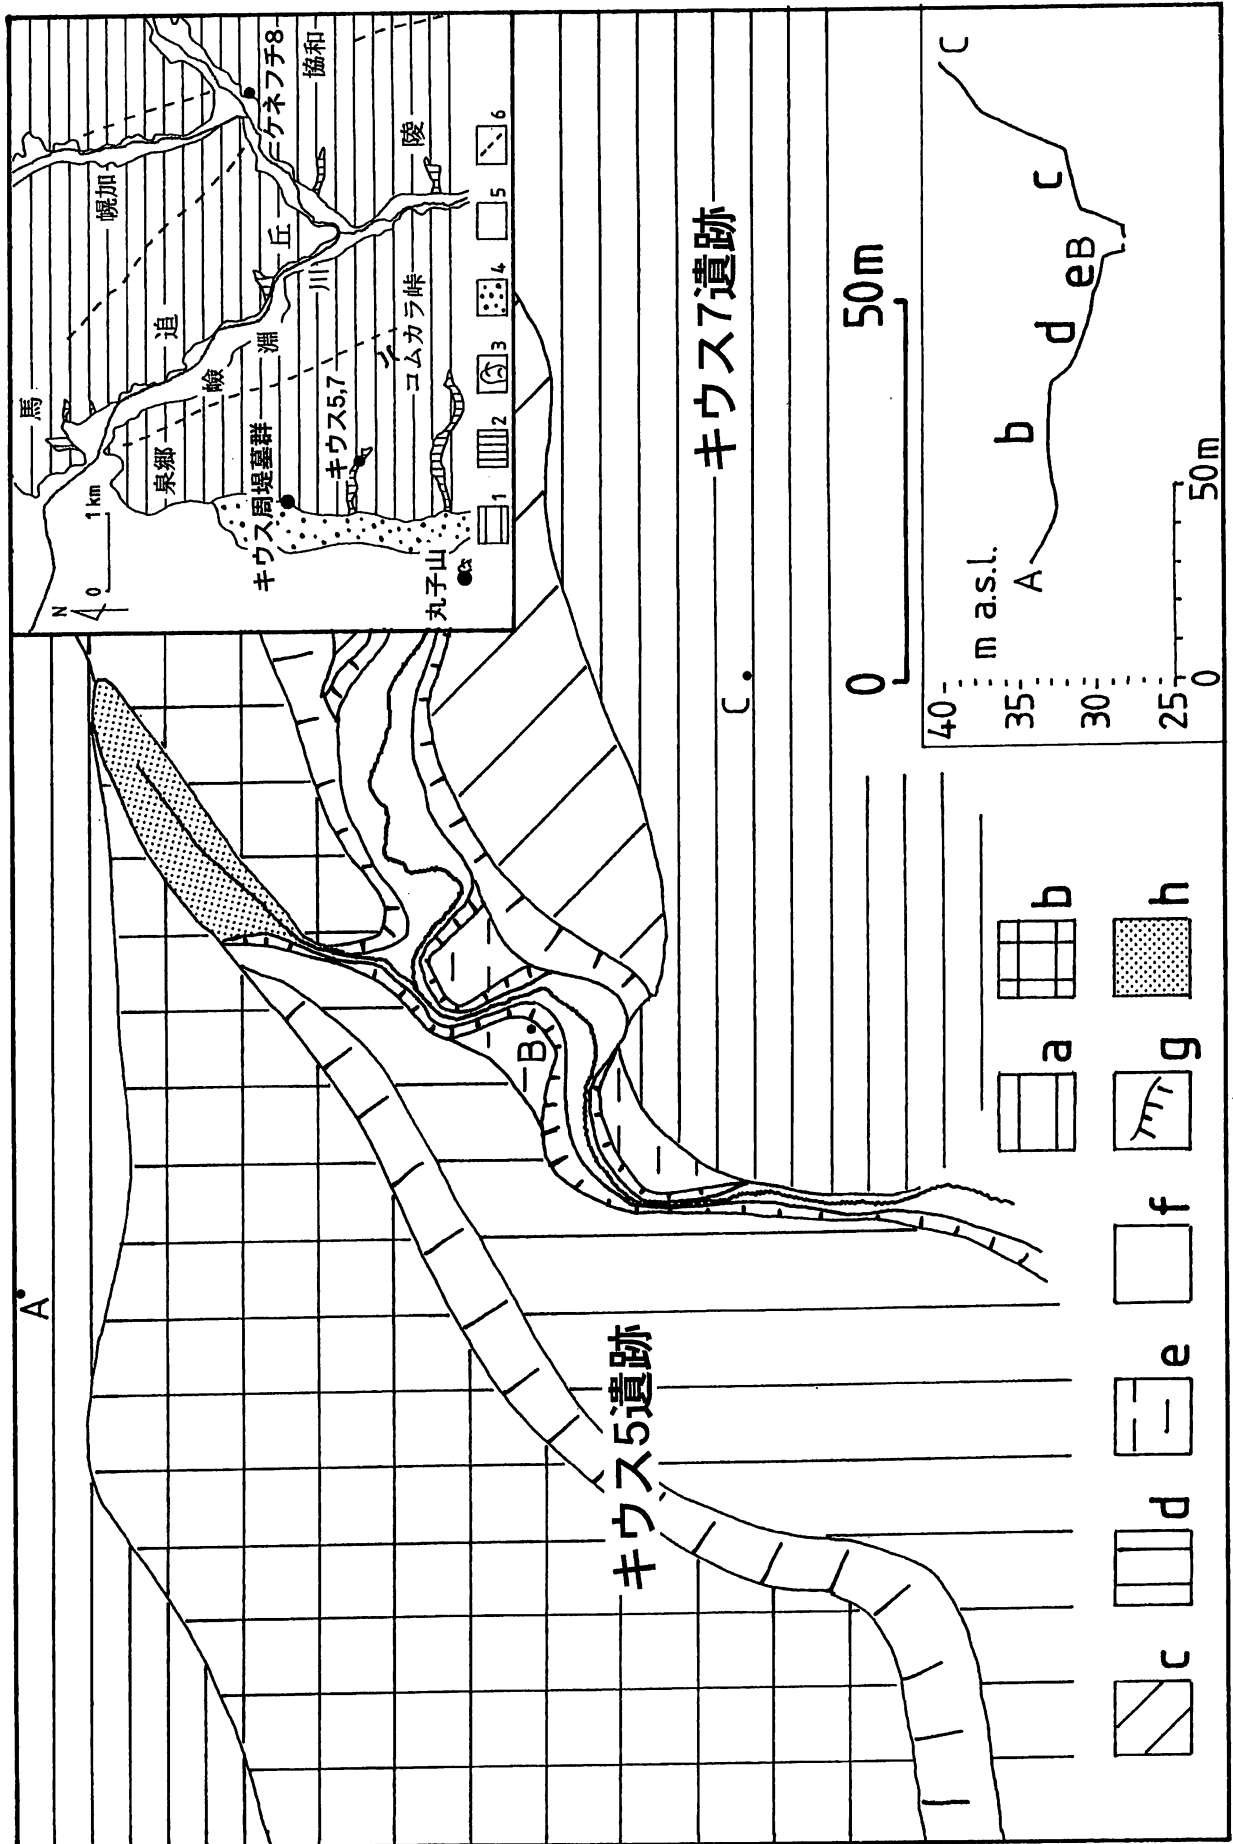 馬
追
丘
陵
幌加
ケネフチ8
協和
泉郷
嶮
淵
川
キウス周堤墓群
キウス5,7
コムカラ峠
丸子山
N
0 1km
1 2 3 4 5 6
A
B
C
キウス7遺跡
キウス5遺跡
0 50m
a b
c d e f g h
m a.s.l.
40
35
30
25
0 50m
A b d e B c C